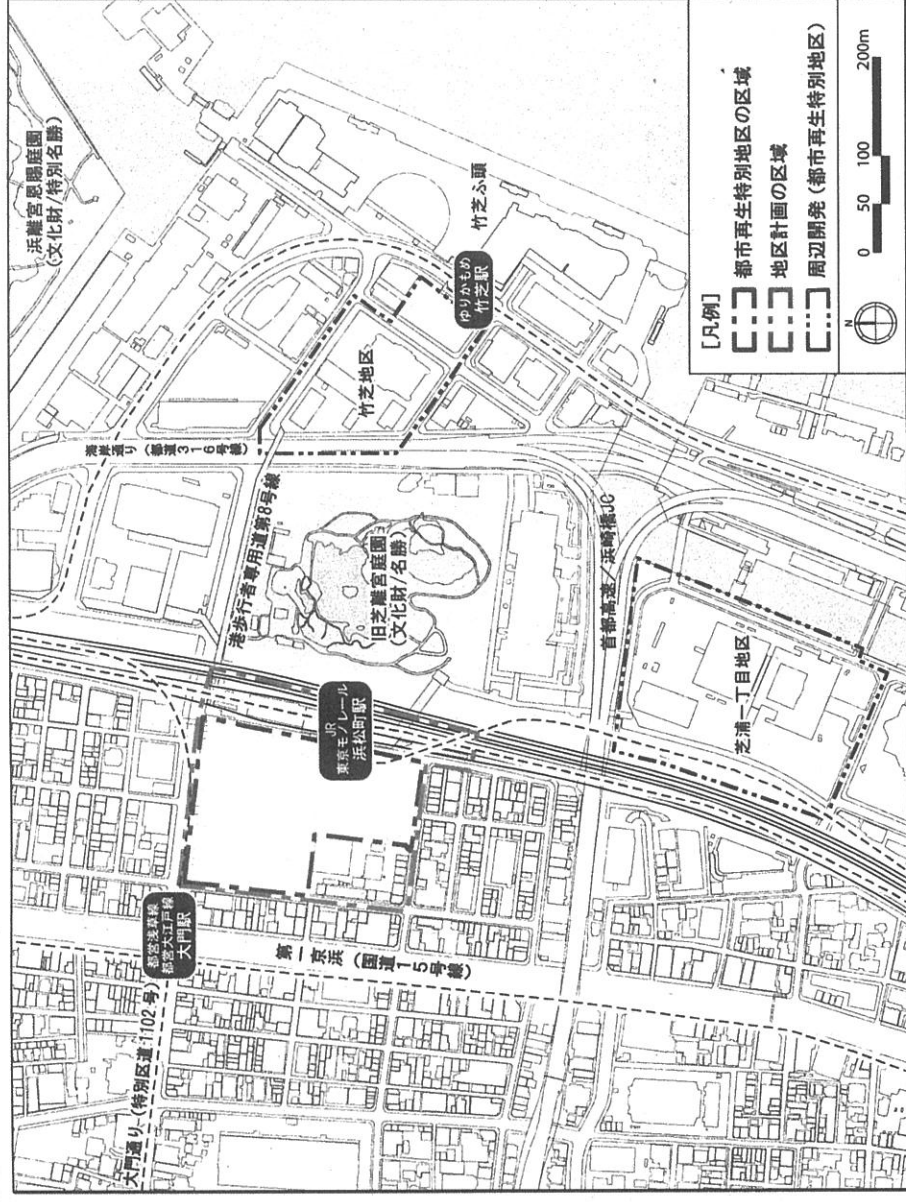 浜離宮恩賜庭園
(文化財/特別名勝)
竹芝ふ頭
ゆりかもめ
竹芝駅
竹芝地区
海岸通り (都道316号線)
港歩行者専用道第8号線
旧芝離宮庭園
(文化財/名勝)
首都高速/浜崎橋JC
芝浦一丁目地区
JR
東京モノレール
浜松町駅
都営浅草線
都営大江戸線
大門駅
第一京浜 (国道15号線)
大門通り (特別区道1102号)
[凡例]
都市再生特別地区の区域
地区計画の区域
周辺開発 (都市再生特別地区)
N
0 50 100 200m